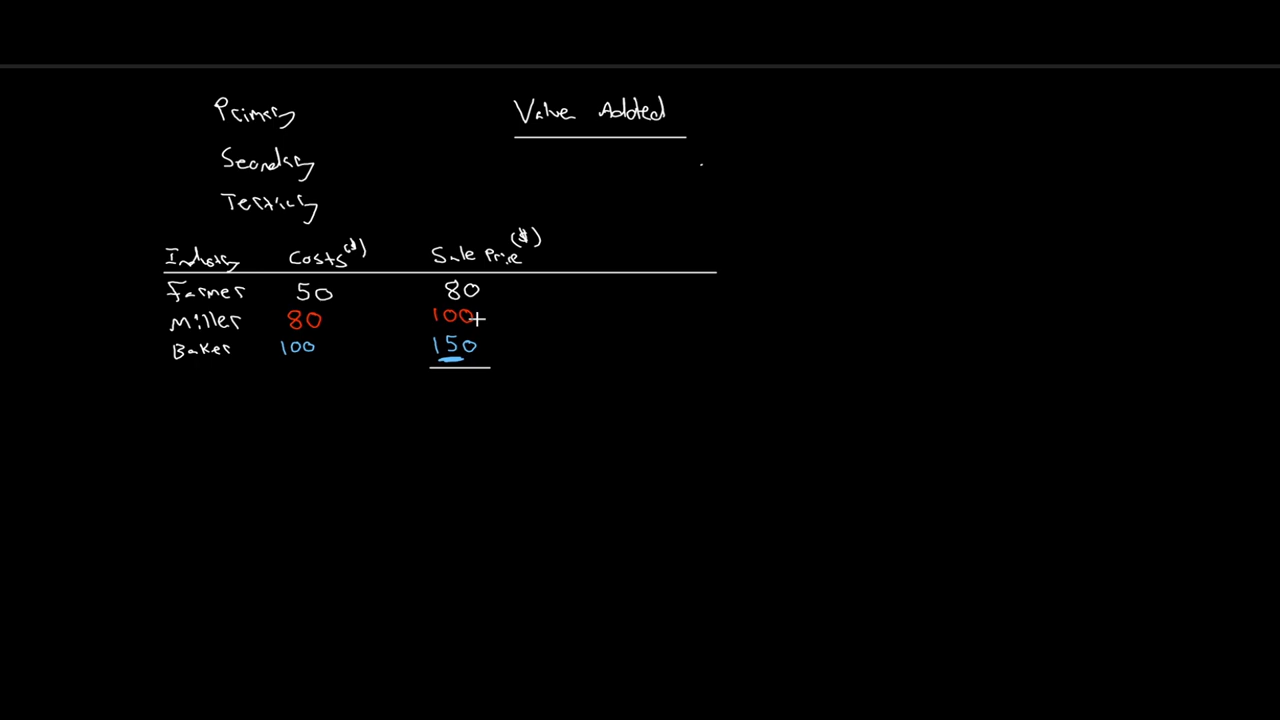 Primary
Value Added
Secondary
Tertiary
Industry Costs($) Sale Price($)
Farmer 50 80
Miller 80 100
Baker 100 150